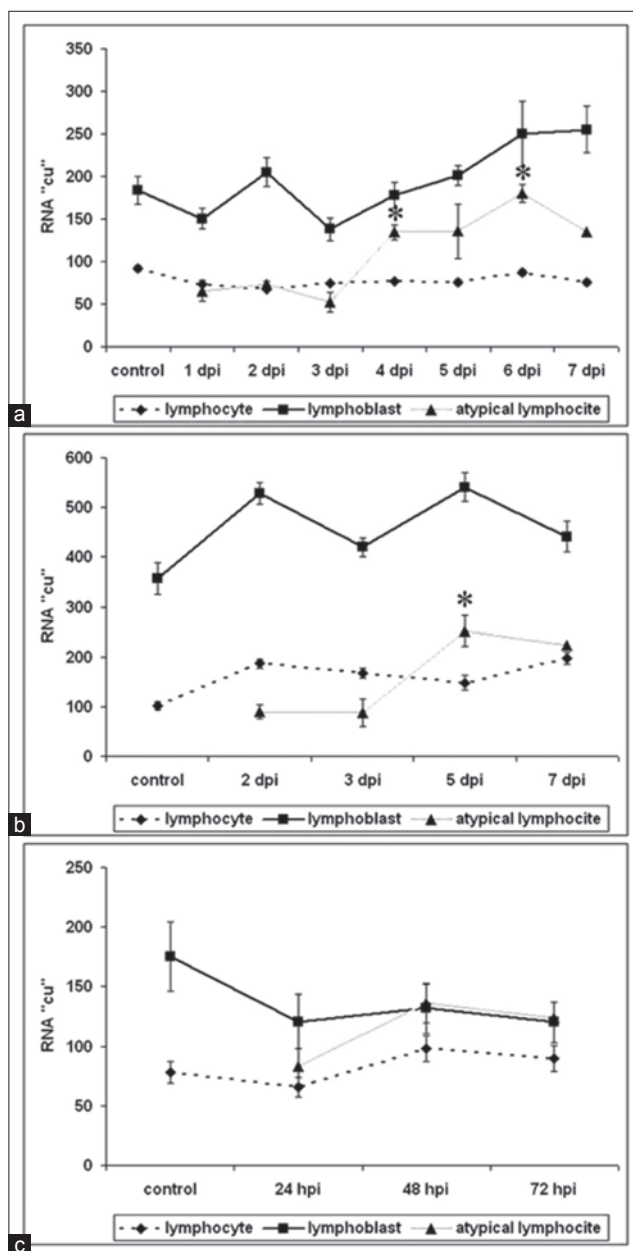 350
300
250
200
150
100
50
0
RNA "cu"
* *
control 1 dpi 2 dpi 3 dpi 4 dpi 5 dpi 6 dpi 7 dpi
lymphocyte lymphoblast atypical lymphocite
a
600
500
400
300
200
100
0
RNA "cu"
*
control 2 dpi 3 dpi 5 dpi 7 dpi
lymphocyte lymphoblast atypical lymphocite
b
250
200
150
100
50
0
RNA "cu"
control 24 hpi 48 hpi 72 hpi
lymphocyte lymphoblast atypical lymphocite
c